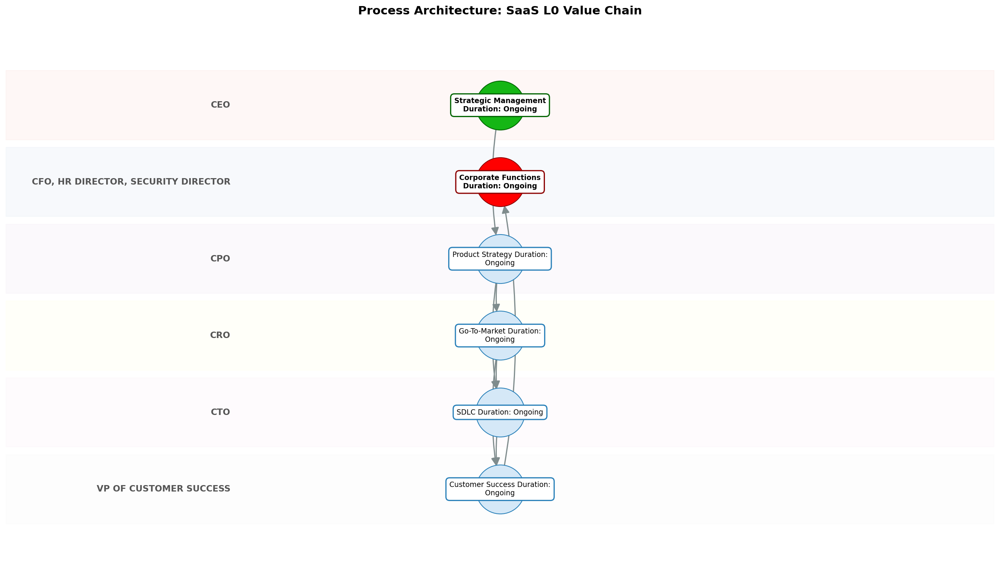 Process Architecture: SaaS L0 Value Chain
CEO
Strategic Management
Duration: Ongoing
CFO, HR DIRECTOR, SECURITY DIRECTOR
Corporate Functions
Duration: Ongoing
CPO
Product Strategy Duration:
Ongoing
CRO
Go-To-Market Duration:
Ongoing
CTO
SDLC Duration: Ongoing
VP OF CUSTOMER SUCCESS
Customer Success Duration:
Ongoing